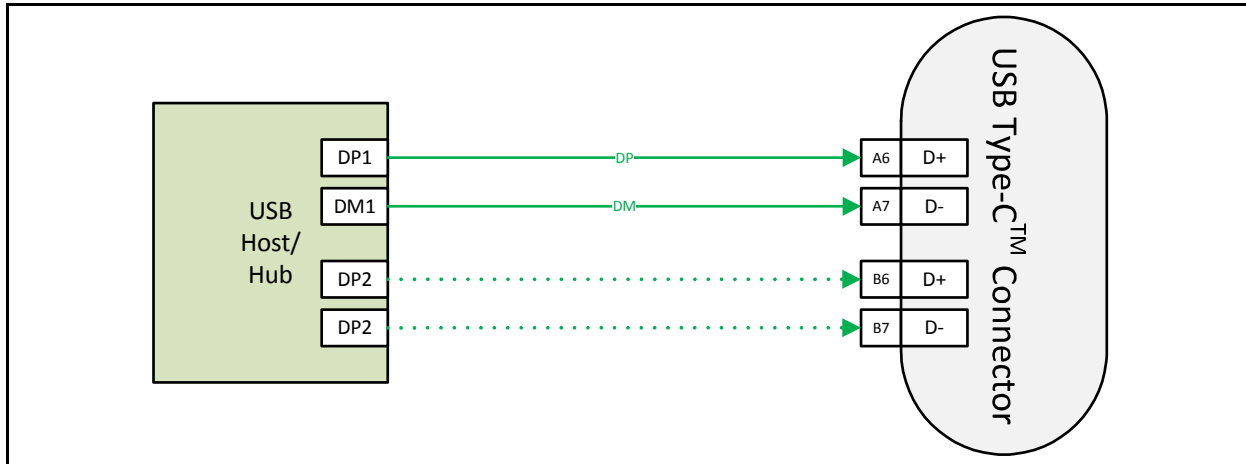 USB
Host/
Hub
DP1
DM1
DP2
DP2
DP
DM
A6
D+
A7
D-
B6
D+
B7
D-
USB Type-C™ Connector